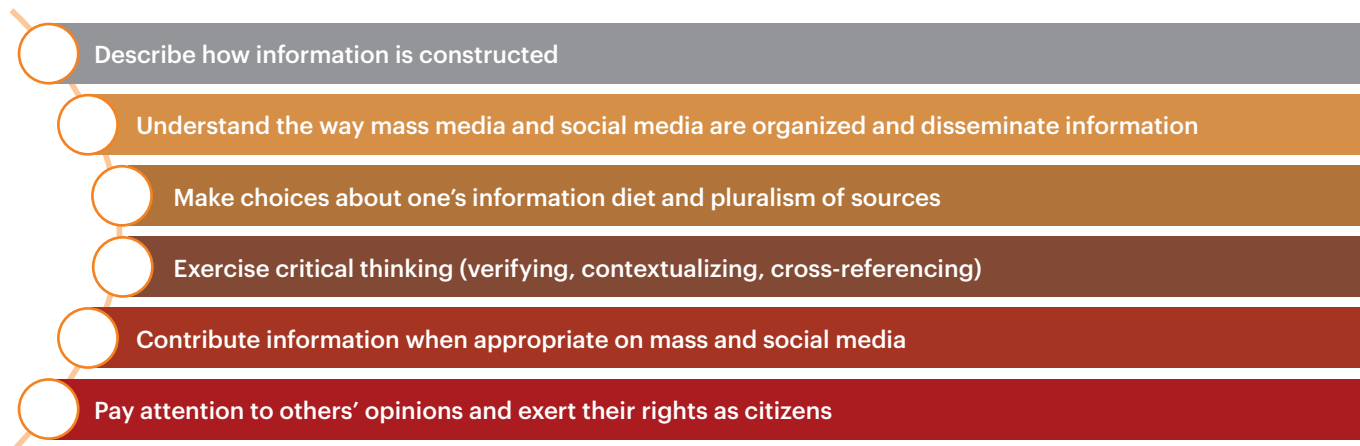 Describe how information is constructed
Understand the way mass media and social media are organized and disseminate information
Make choices about one’s information diet and pluralism of sources
Exercise critical thinking (verifying, contextualizing, cross-referencing)
Contribute information when appropriate on mass and social media
Pay attention to others’ opinions and exert their rights as citizens